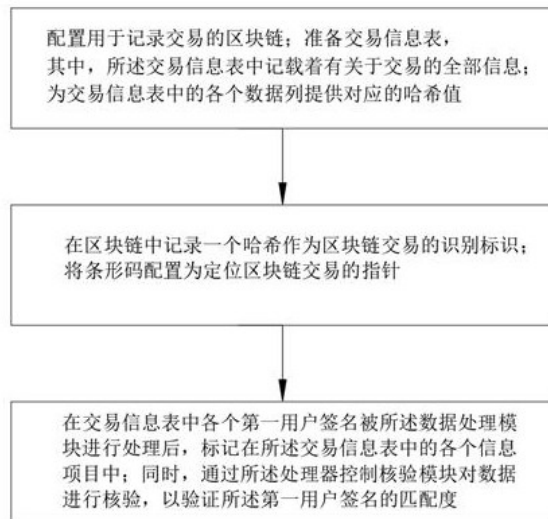 配置用于记录交易的区块链；准备交易信息表，
其中，所述交易信息表中记载着有关于交易的全部信息；
为交易信息表中的各个数据列提供对应的哈希值
在区块链中记录一个哈希作为区块链交易的识别标识；
将条形码配置为定位区块链交易的指针
在交易信息表中各个第一用户签名被所述数据处理模
块进行处理后，标记在所述交易信息表中的各个信息
项目中；同时，通过所述处理器控制核验模块对数据
进行核验，以验证所述第一用户签名的匹配度